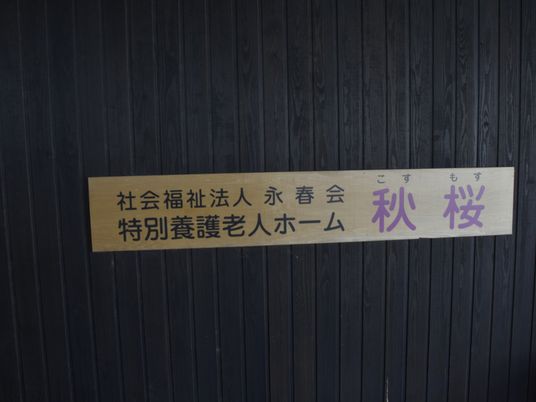 社会福祉法人 永春会
特別養護老人ホーム
こすもす
秋桜